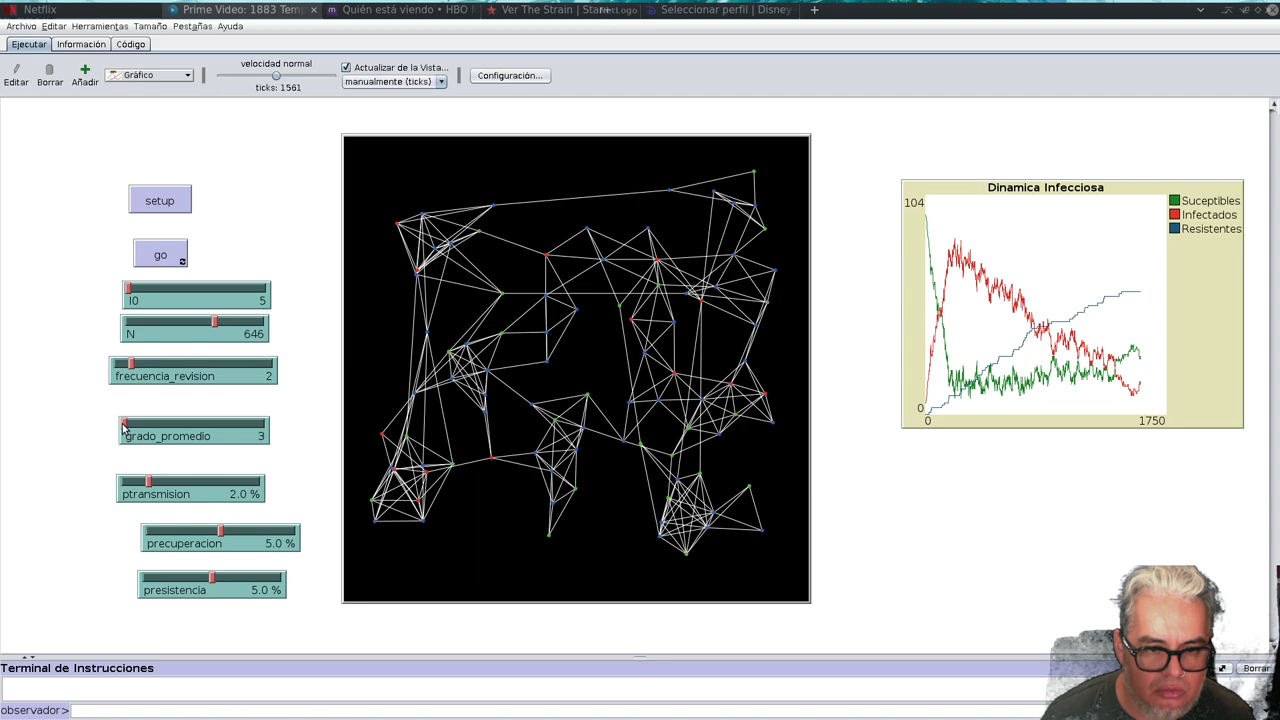 Netflix
Prime Video: 1883 Temp
Quién está viendo • HBO
Ver The Strain | Star+
Seleccionar perfil | Disney
Archivo Editar Herramientas Tamaño Pestañas Ayuda
Ejecutar Información Código
Editar Borrar Añadir
Gráfico
velocidad normal
ticks: 1561
Actualizar de la Vista...
manualmente (ticks)
Configuración...
setup
go
I0 5
N 646
frecuencia_revision 2
grado_promedio 3
ptransmision 2.0 %
precuperacion 5.0 %
presistencia 5.0 %
Dinamica Infecciosa
104
0
0 1750
Suceptibles
Infectados
Resistentes
Terminal de Instrucciones
Borrar
observador>